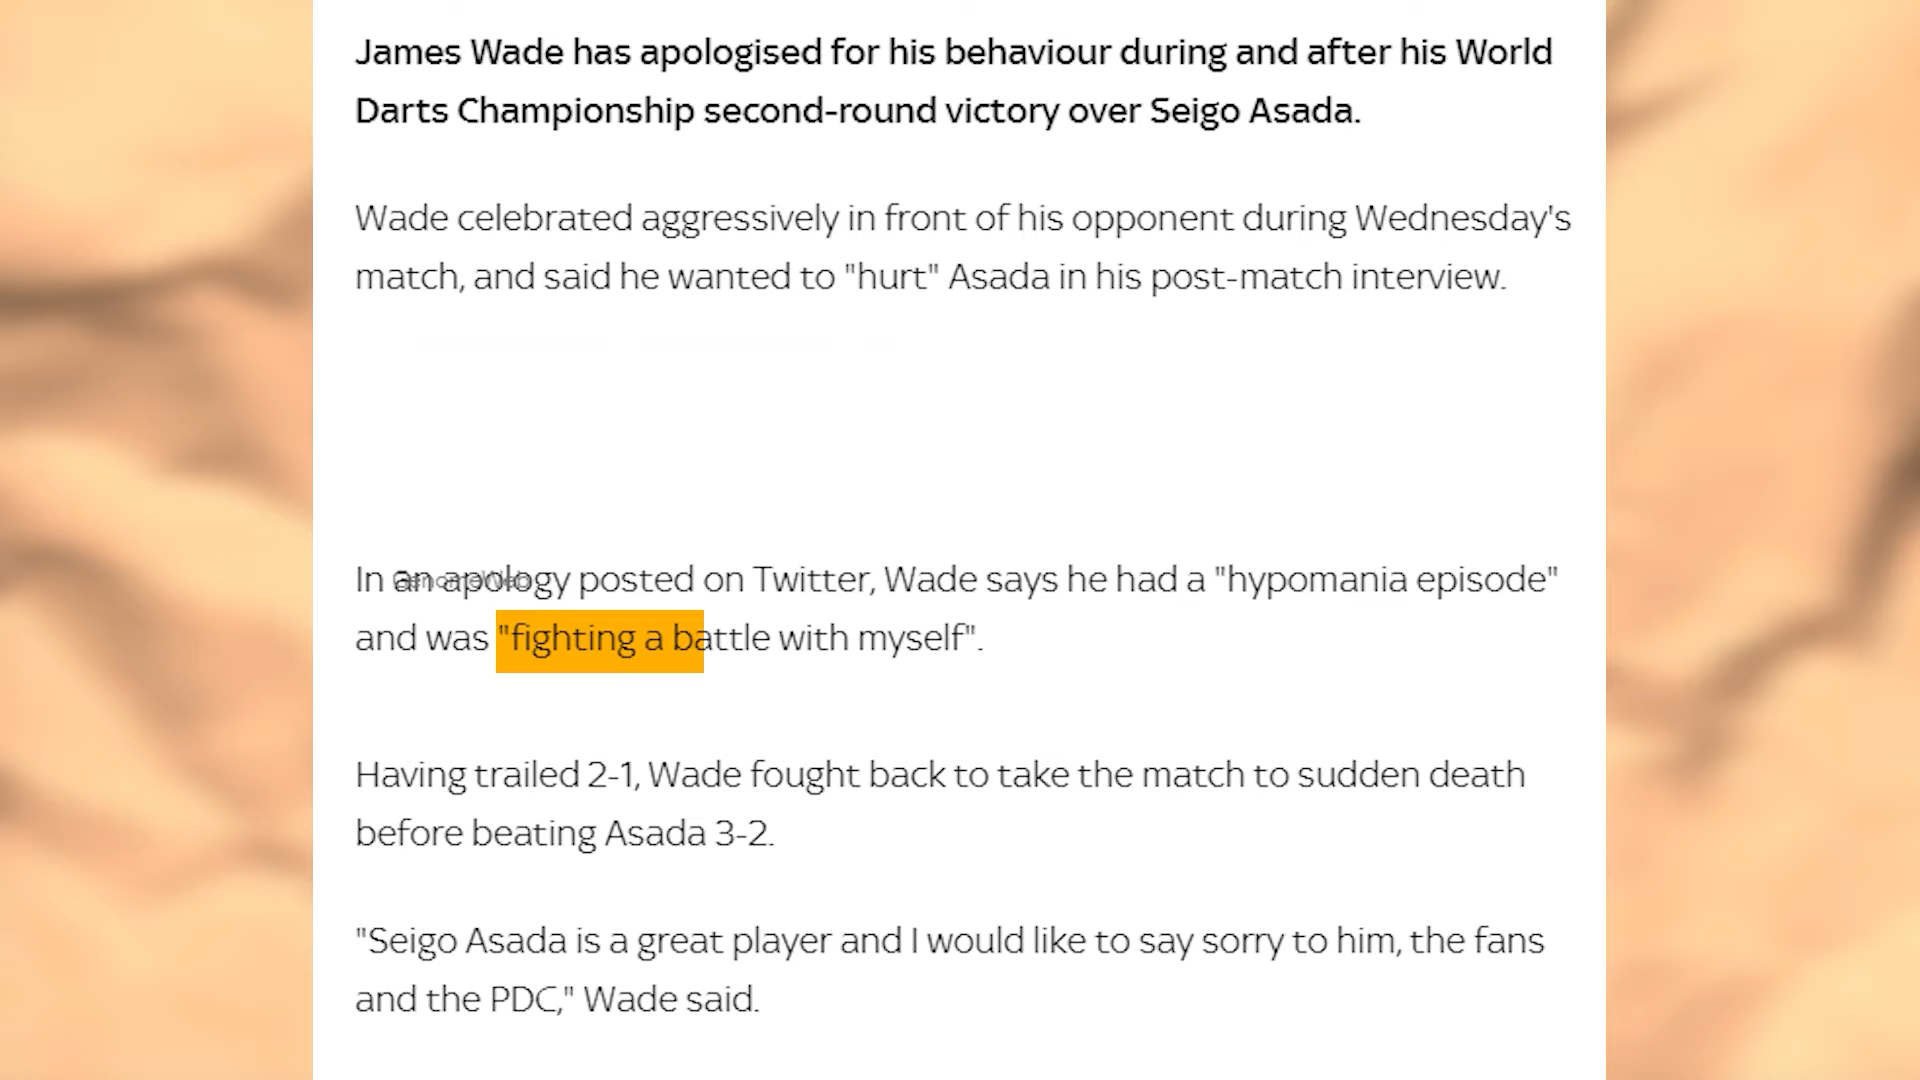 James Wade has apologised for his behaviour during and after his World
Darts Championship second-round victory over Seigo Asada.
Wade celebrated aggressively in front of his opponent during Wednesday's
match, and said he wanted to "hurt" Asada in his post-match interview.
In an apology posted on Twitter, Wade says he had a "hypomania episode"
GenomeWeb
and was "fighting a battle with myself".
Having trailed 2-1, Wade fought back to take the match to sudden death
before beating Asada 3-2.
"Seigo Asada is a great player and I would like to say sorry to him, the fans
and the PDC," Wade said.